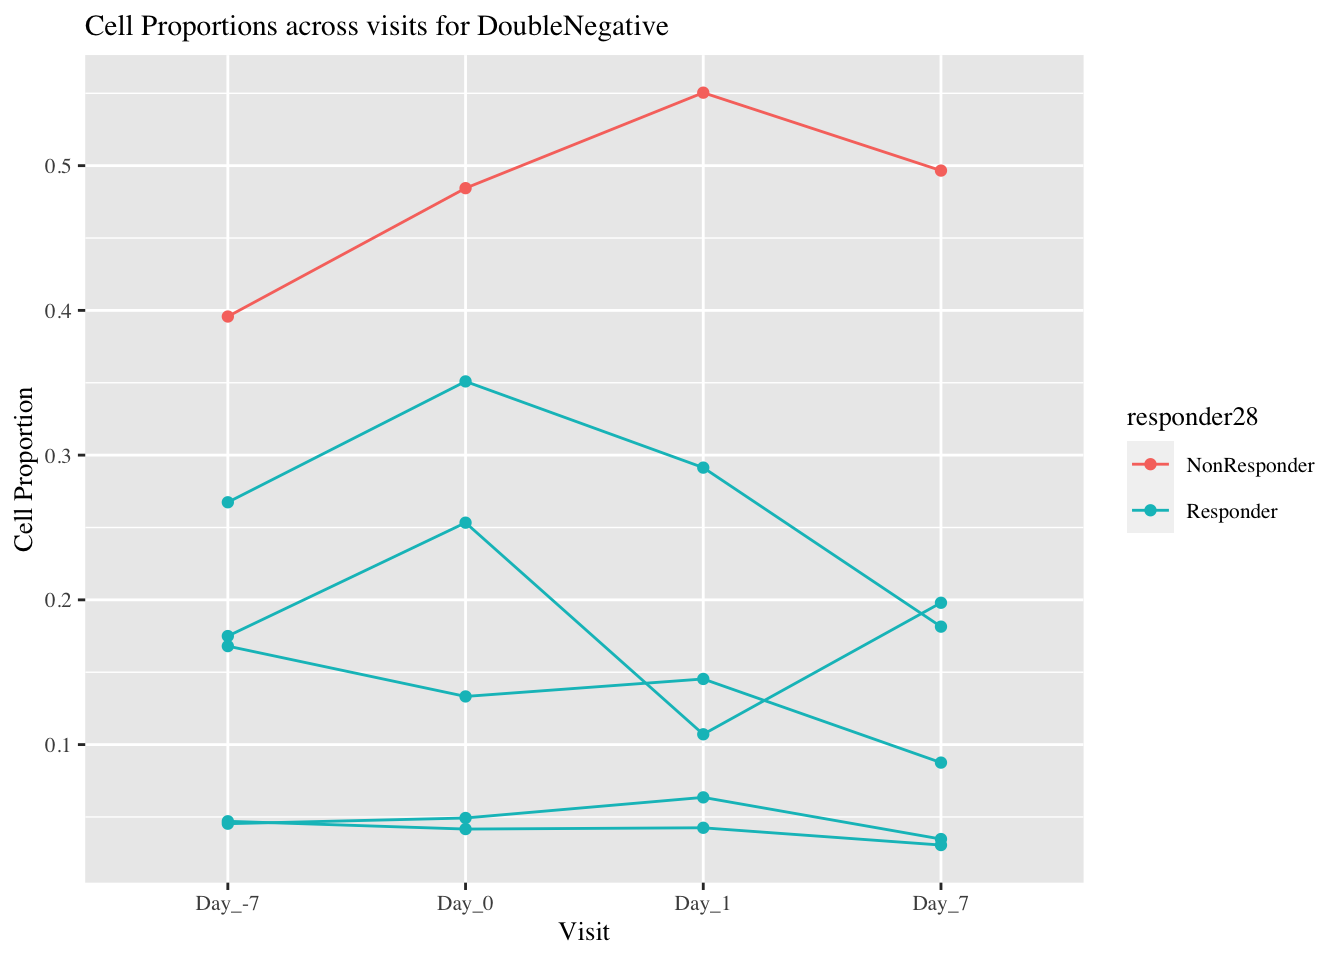 Cell Proportions across visits for DoubleNegative
Cell Proportion
0.5
0.4
0.3
0.2
0.1
Day_-7
Day_0
Day_1
Day_7
Visit
responder28
NonResponder
Responder